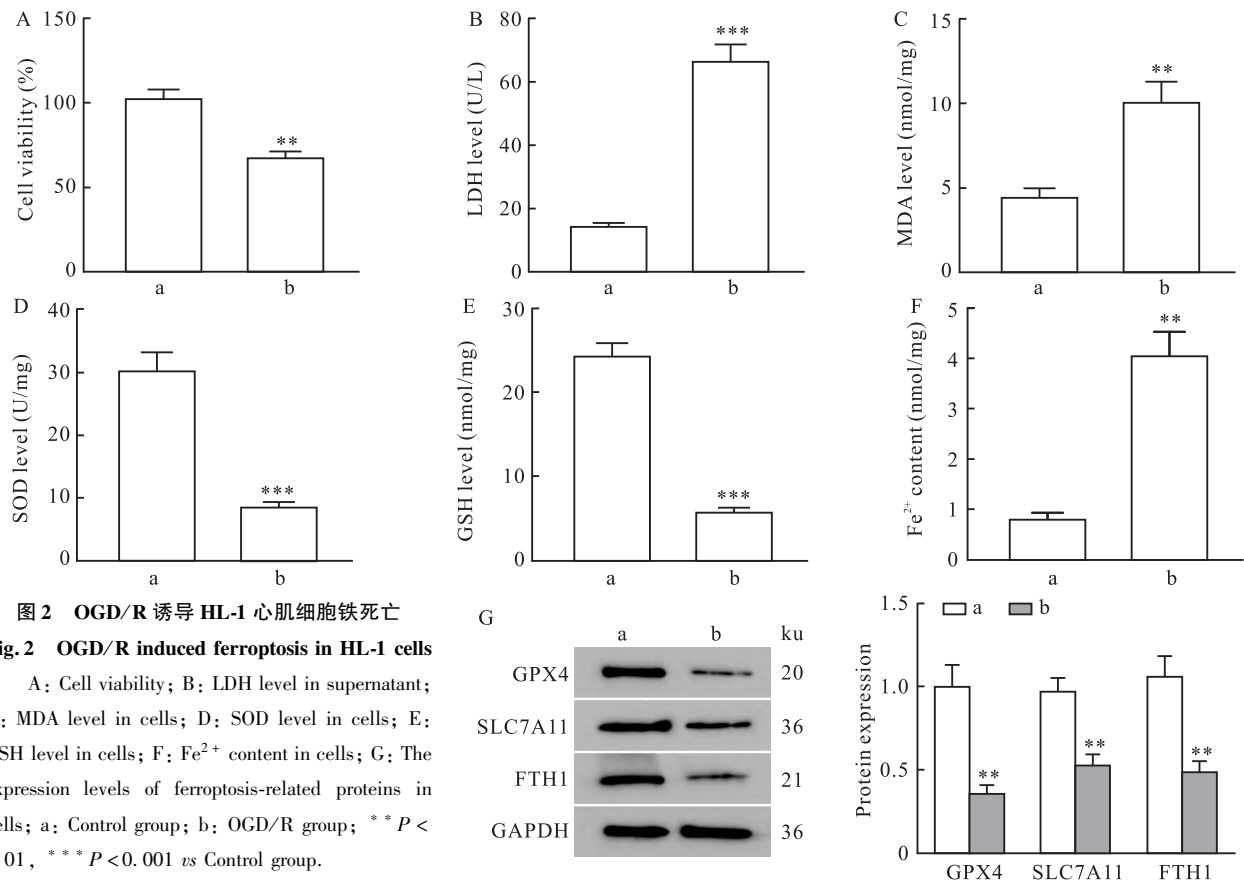 A
150
100
50
0
Cell viability (%)
**
a
b
B
80
60
40
20
0
LDH level (U/L)
***
a
b
C
15
10
5
0
MDA level (nmol/mg)
**
a
b
D
40
30
20
10
0
SOD level (U/mg)
***
a
b
E
30
20
10
0
GSH level (nmol/mg)
***
a
b
F
5
4
3
2
1
0
Fe²⁺ content (nmol/mg)
**
a
b
图 2 OGD/R 诱导 HL-1 心肌细胞铁死亡
ig. 2 OGD/R induced ferroptosis in HL-1 cells
A: Cell viability; B: LDH level in supernatant;
: MDA level in cells; D: SOD level in cells; E:
SH level in cells; F: Fe²⁺ content in cells; G: The
xpression levels of ferroptosis-related proteins in
ells; a: Control group; b: OGD/R group; **P<
01, ***P<0.001 vs Control group.
G
a b ku
GPX4 20
SLC7A11 36
FTH1 21
GAPDH 36
a b
1.5
1.0
0.5
0
Protein expression
**
**
**
GPX4 SLC7A11 FTH1